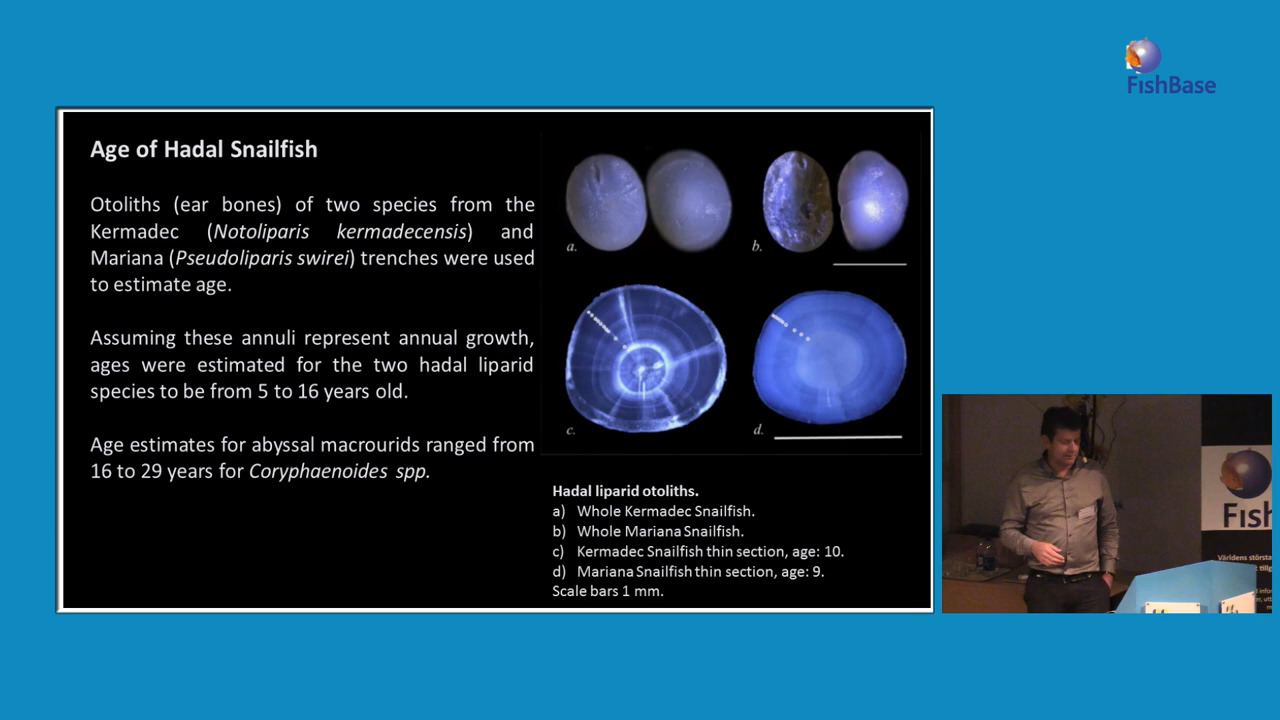 FishBase
Age of Hadal Snailfish
Otoliths (ear bones) of two species from the
Kermadec (Notoliparis kermadecensis) and
Mariana (Pseudoliparis swirei) trenches were used
to estimate age.
Assuming these annuli represent annual growth,
ages were estimated for the two hadal liparid
species to be from 5 to 16 years old.
Age estimates for abyssal macrourids ranged from
16 to 29 years for Coryphaenoides spp.
a.
b.
c.
d.
Hadal liparid otoliths.
a) Whole Kermadec Snailfish.
b) Whole Mariana Snailfish.
c) Kermadec Snailfish thin section, age: 10.
d) Mariana Snailfish thin section, age: 9.
Scale bars 1 mm.
Fish
Världens största